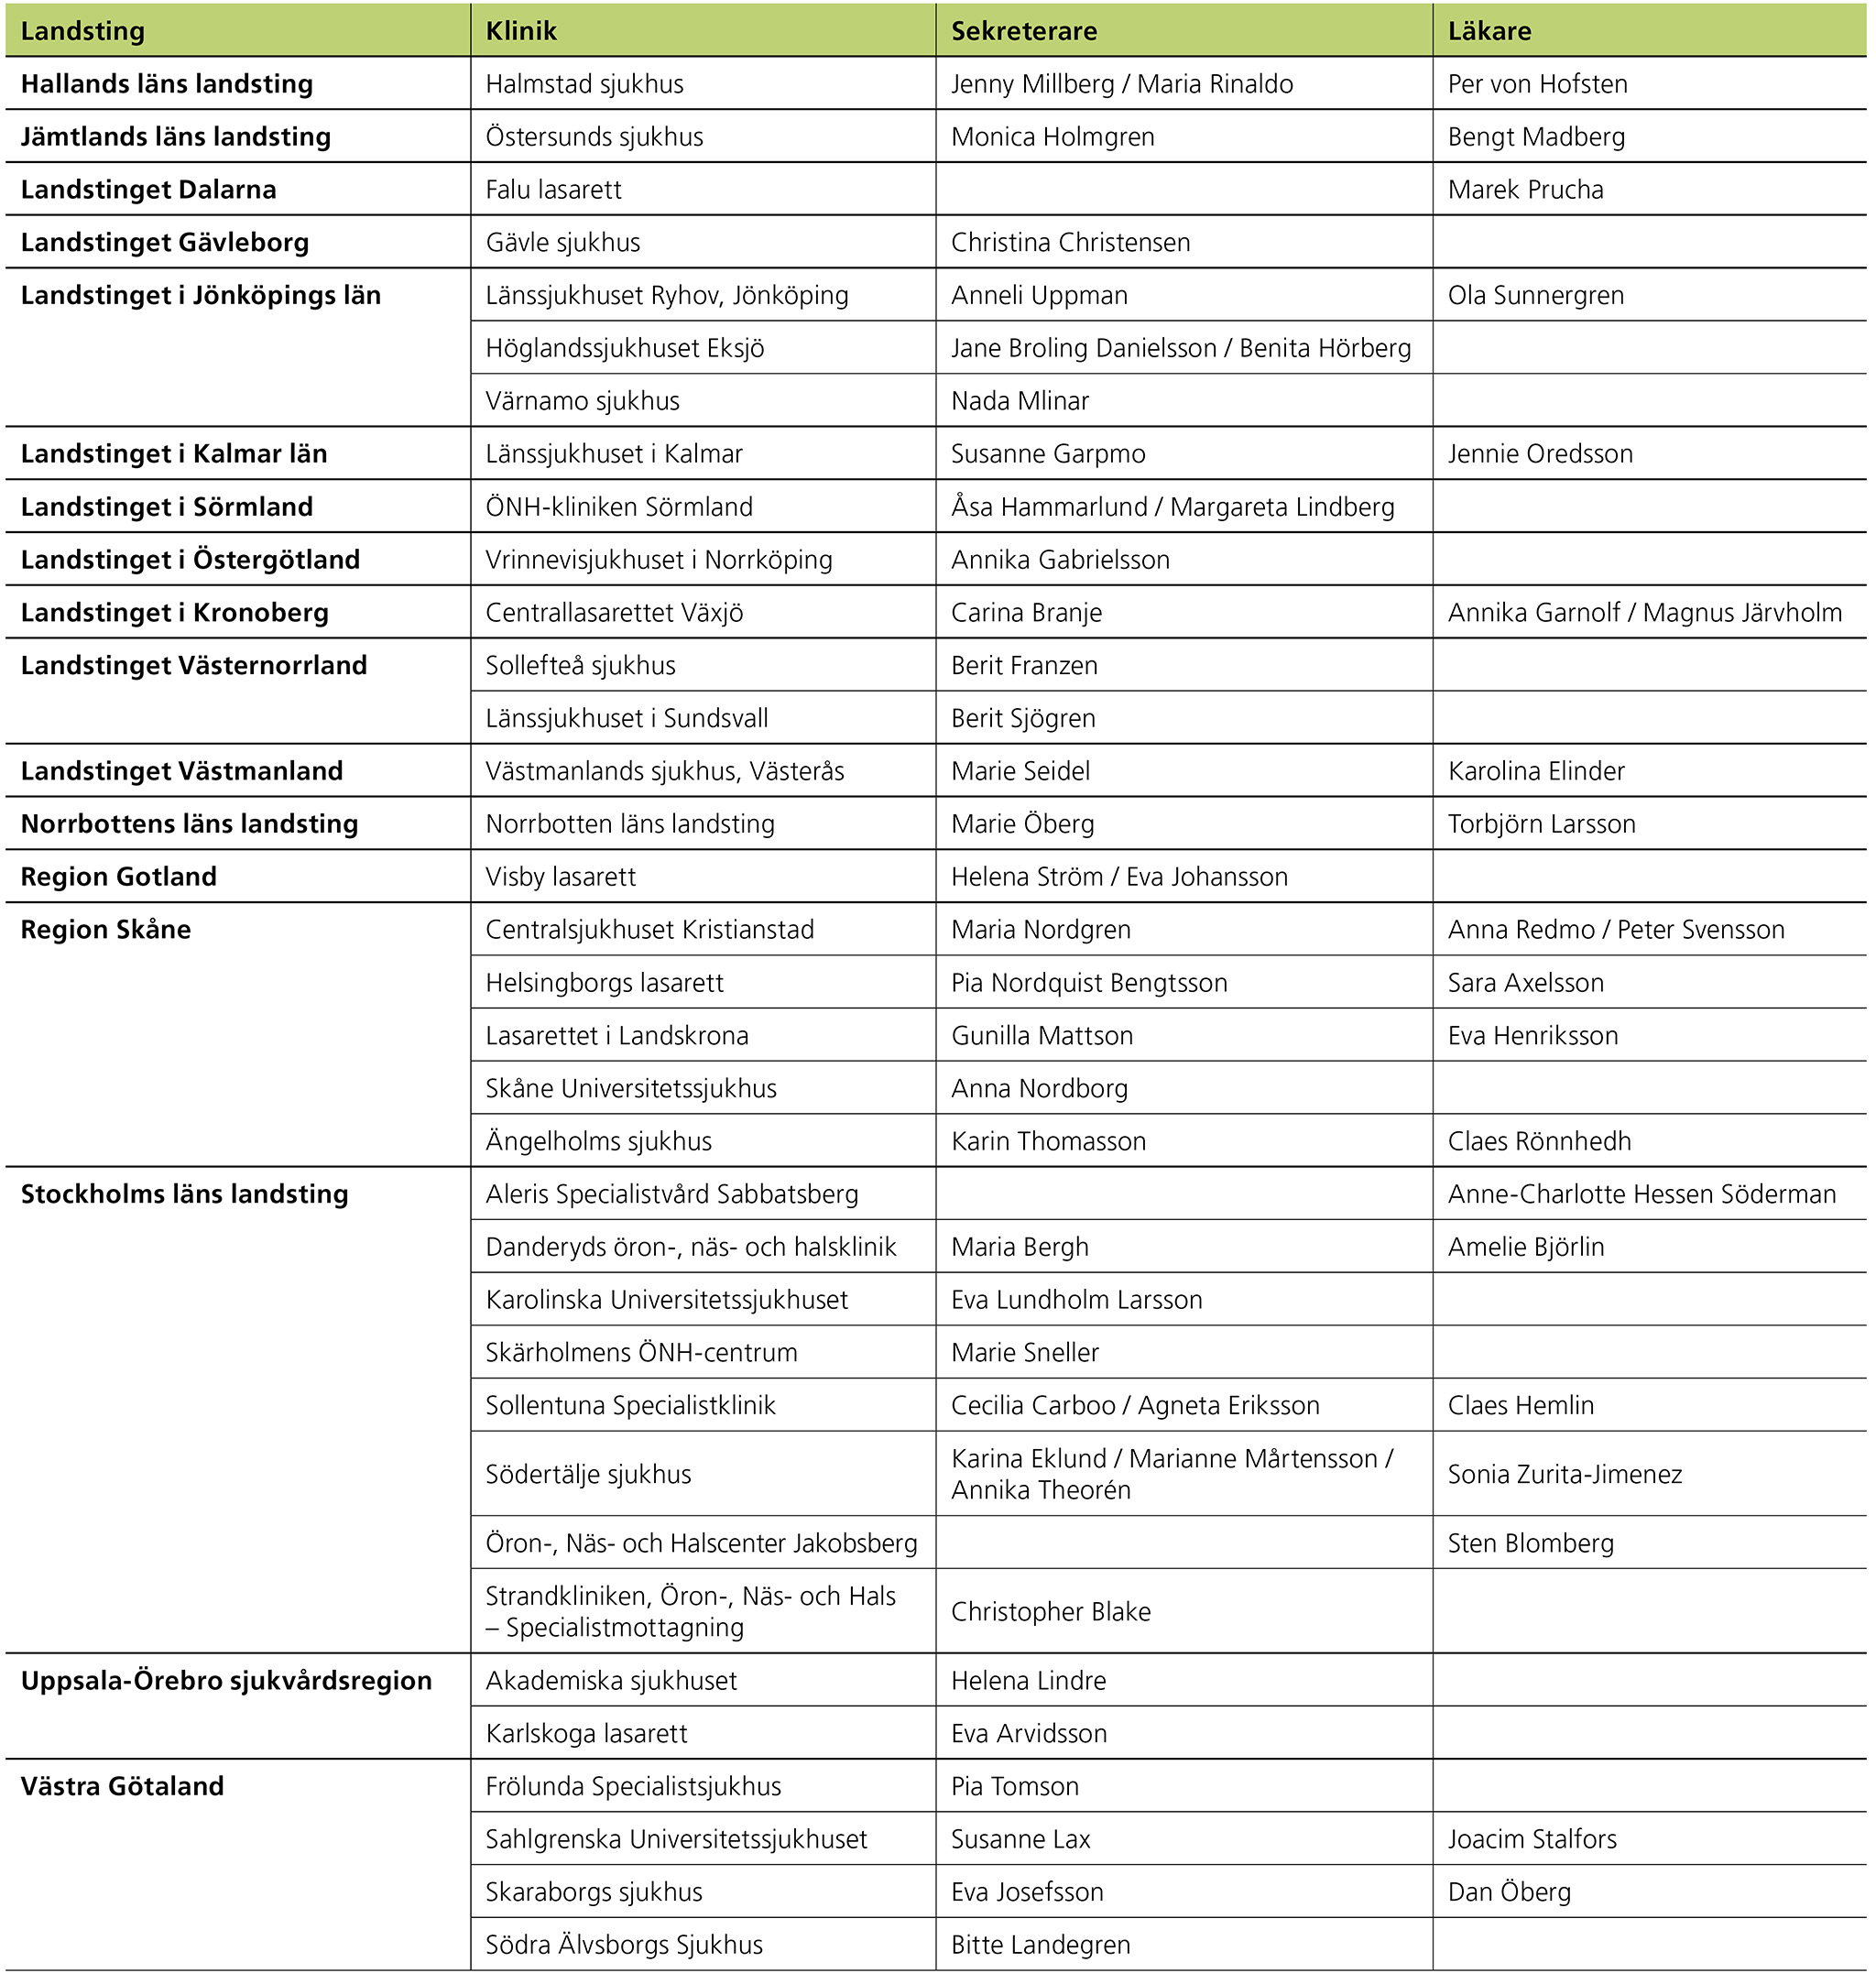 Landsting Klinik Sekreterare Läkare
Hallands läns landsting Halmstad sjukhus Jenny Millberg / Maria Rinaldo Per von Hofsten
Jämtlands läns landsting Östersunds sjukhus Monica Holmgren Bengt Madberg
Landstinget Dalarna Falu lasarett Marek Prucha
Landstinget Gävleborg Gävle sjukhus Christina Christensen
Landstinget i Jönköpings län Länssjukhuset Ryhov, Jönköping Anneli Uppman Ola Sunnergren
Höglandssjukhuset Eksjö Jane Broling Danielsson / Benita Hörberg
Värnamo sjukhus Nada Mlinar
Landstinget i Kalmar län Länssjukhuset i Kalmar Susanne Garpmo Jennie Oredsson
Landstinget i Sörmland ÖNH-kliniken Sörmland Åsa Hammarlund / Margareta Lindberg
Landstinget i Östergötland Vrinnevisjukhuset i Norrköping Annika Gabrielsson
Landstinget i Kronoberg Centrallasarettet Växjö Carina Branje Annika Garnolf / Magnus Järvholm
Landstinget Västernorrland Sollefteå sjukhus Berit Franzen
Länssjukhuset i Sundsvall Berit Sjögren
Landstinget Västmanland Västmanlands sjukhus, Västerås Marie Seidel Karolina Elinder
Norrbottens läns landsting Norrbotten läns landsting Marie Öberg Torbjörn Larsson
Region Gotland Visby lasarett Helena Ström / Eva Johansson
Region Skåne Centralsjukhuset Kristianstad Maria Nordgren Anna Redmo / Peter Svensson
Helsingborgs lasarett Pia Nordquist Bengtsson Sara Axelsson
Lasarettet i Landskrona Gunilla Mattson Eva Henriksson
Skåne Universitetssjukhus Anna Nordborg
Ängelholms sjukhus Karin Thomasson Claes Rönnhedh
Stockholms läns landsting Aleris Specialistvård Sabbatsberg Anne-Charlotte Hessen Söderman
Danderyds öron-, näs- och halsklinik Maria Bergh Amelie Björlin
Karolinska Universitetssjukhuset Eva Lundholm Larsson
Skärholmens ÖNH-centrum Marie Sneller
Sollentuna Specialistklinik Cecilia Carboo / Agneta Eriksson Claes Hemlin
Södertälje sjukhus Karina Eklund / Marianne Mårtensson / Sonia Zurita-Jimenez
Annika Theorén
Öron-, Näs- och Halscenter Jakobsberg Sten Blomberg
Strandkliniken, Öron-, Näs- och Hals Christopher Blake
– Specialistmottagning
Uppsala-Örebro sjukvårdsregion Akademiska sjukhuset Helena Lindre
Karlskoga lasarett Eva Arvidsson
Västra Götaland Frölunda Specialistsjukhus Pia Tomson
Sahlgrenska Universitetssjukhuset Susanne Lax Joacim Stalfors
Skaraborgs sjukhus Eva Josefsson Dan Öberg
Södra Älvsborgs Sjukhus Bitte Landegren